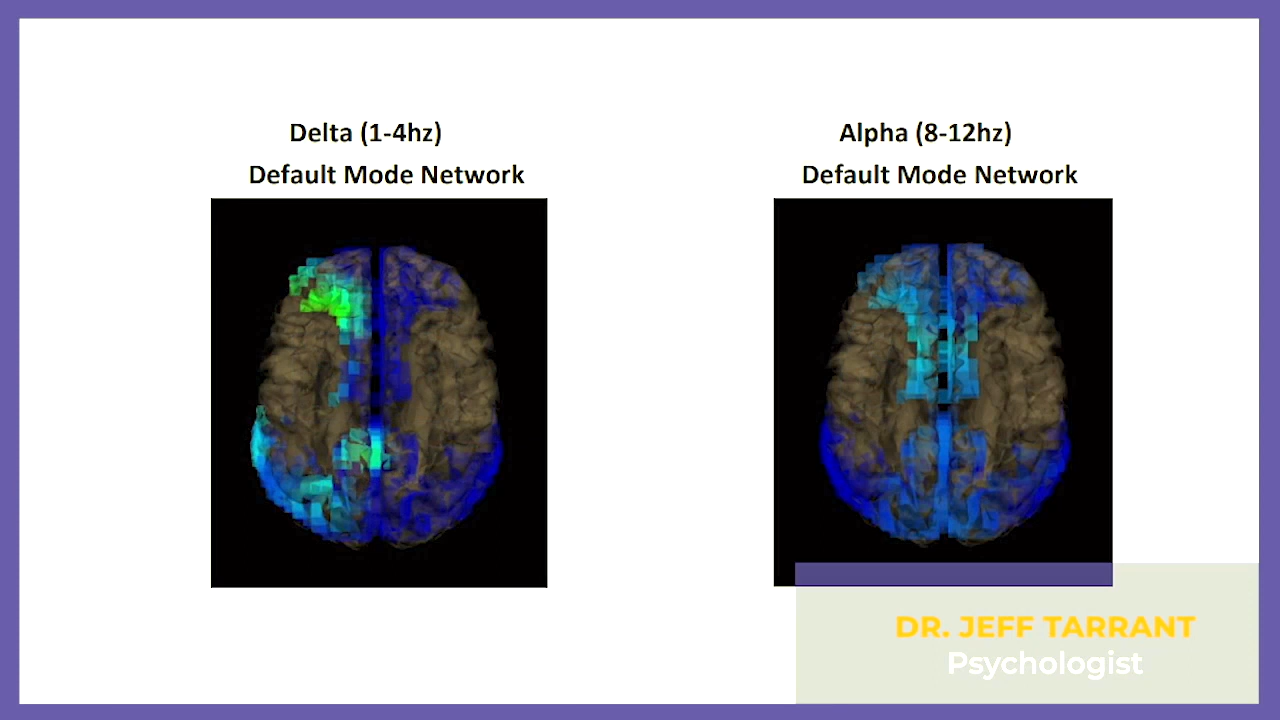 Delta (1-4hz)
Default Mode Network
Alpha (8-12hz)
Default Mode Network
DR. JEFF TARRANT
Psychologist